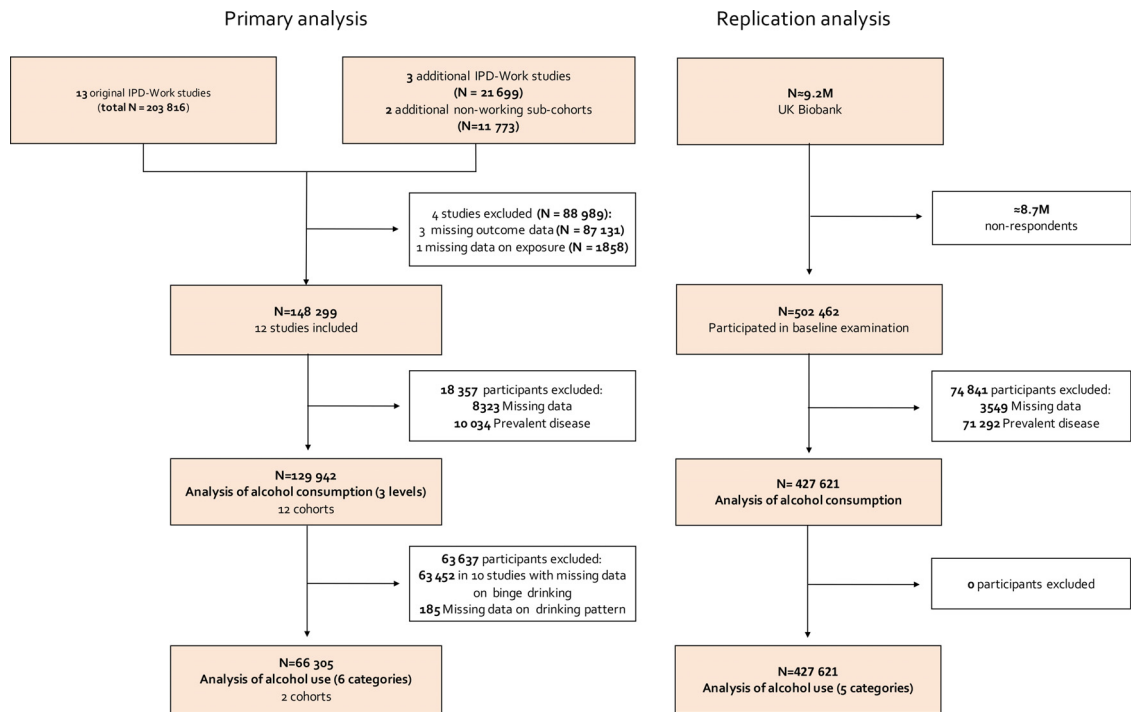 Primary analysis
13 original IPD-Work studies
(total N = 203 816)
3 additional IPD-Work studies
(N = 21 699)
2 additional non-working sub-cohorts
(N=11 773)
4 studies excluded (N = 88 989):
3 missing outcome data (N = 87 131)
1 missing data on exposure (N = 1858)
N=148 299
12 studies included
18 357 participants excluded:
8323 Missing data
10 034 Prevalent disease
N=129 942
Analysis of alcohol consumption (3 levels)
12 cohorts
63 637 participants excluded:
63 452 in 10 studies with missing data
on binge drinking
185 Missing data on drinking pattern
N=66 305
Analysis of alcohol use (6 categories)
2 cohorts
Replication analysis
N≈9.2M
UK Biobank
≈8.7M
non-respondents
N=502 462
Participated in baseline examination
74 841 participants excluded:
3549 Missing data
71 292 Prevalent disease
N= 427 621
Analysis of alcohol consumption
0 participants excluded
N=427 621
Analysis of alcohol use (5 categories)